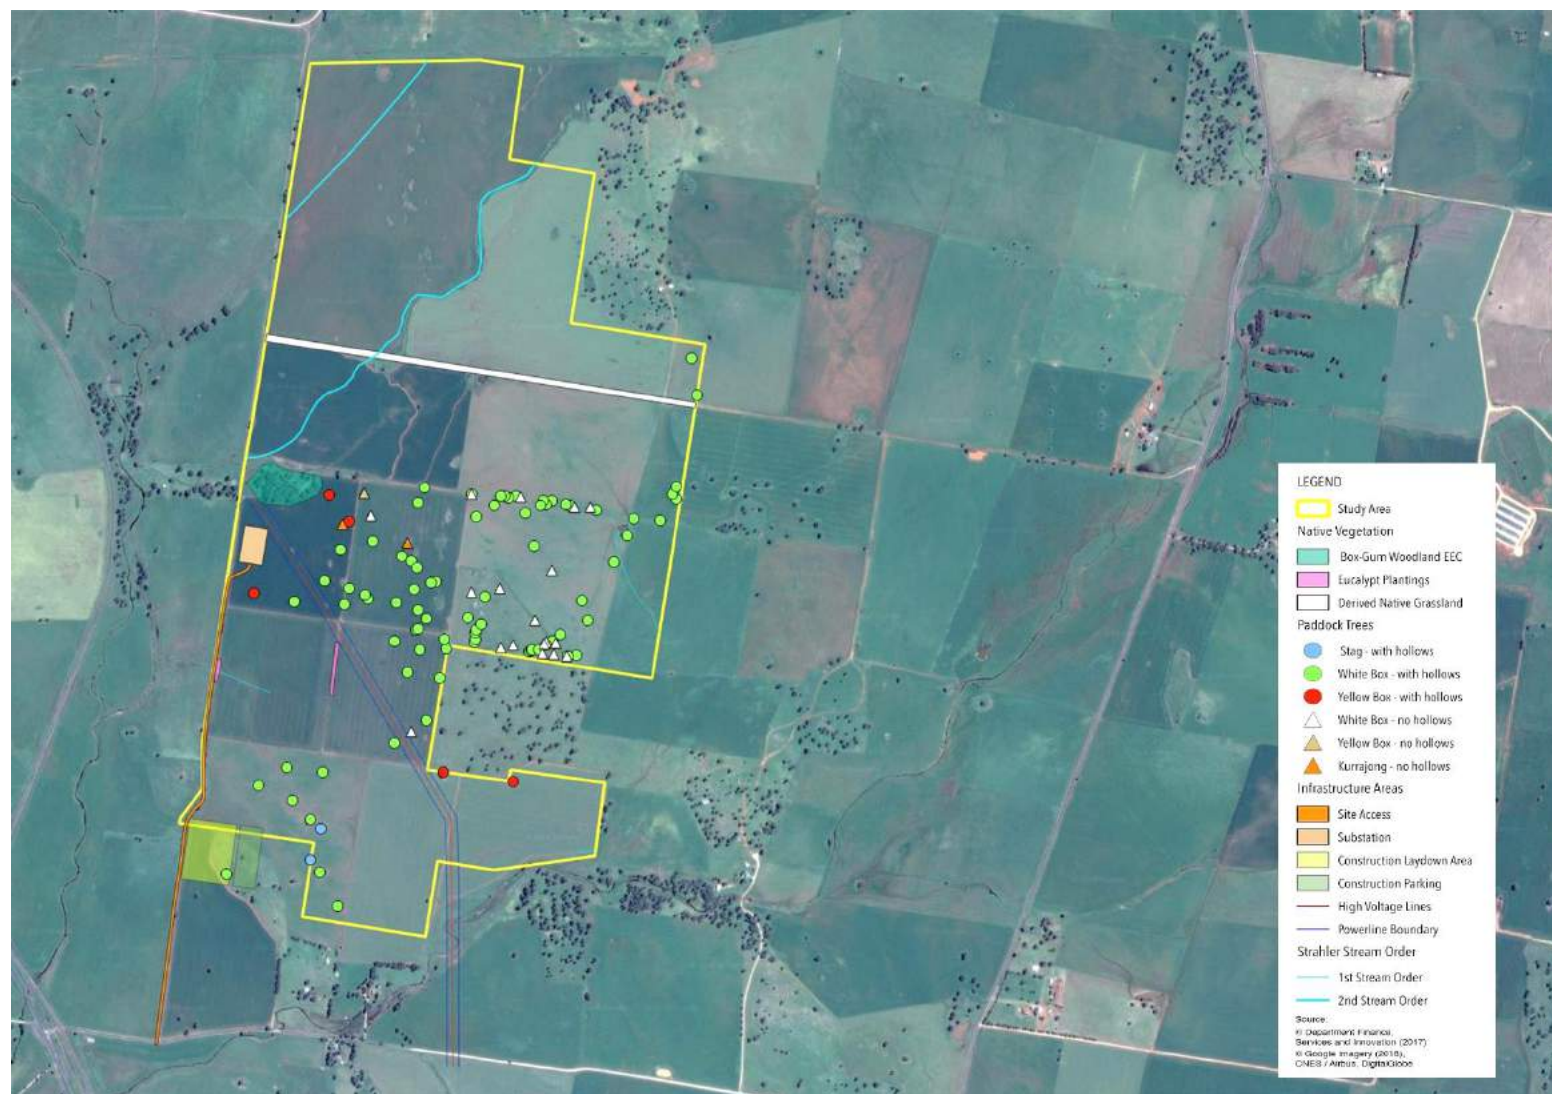 LEGEND
Study Area
Native Vegetation
Box-Gum Woodland EEC
Eucalypt Plantings
Derived Native Grassland
Paddock Trees
Stag - with hollows
White Box - with hollows
Yellow Box - with hollows
White Box - no hollows
Yellow Box - no hollows
Kurrajong - no hollows
Infrastructure Areas
Site Access
Substation
Construction Laydown Area
Construction Parking
High Voltage Lines
Powerline Boundary
Strahler Stream Order
1st Stream Order
2nd Stream Order
Source:
© Department Finance,
Services and Innovation (2017)
© Google Imagery (2016),
CNES / Airbus, DigitalGlobe